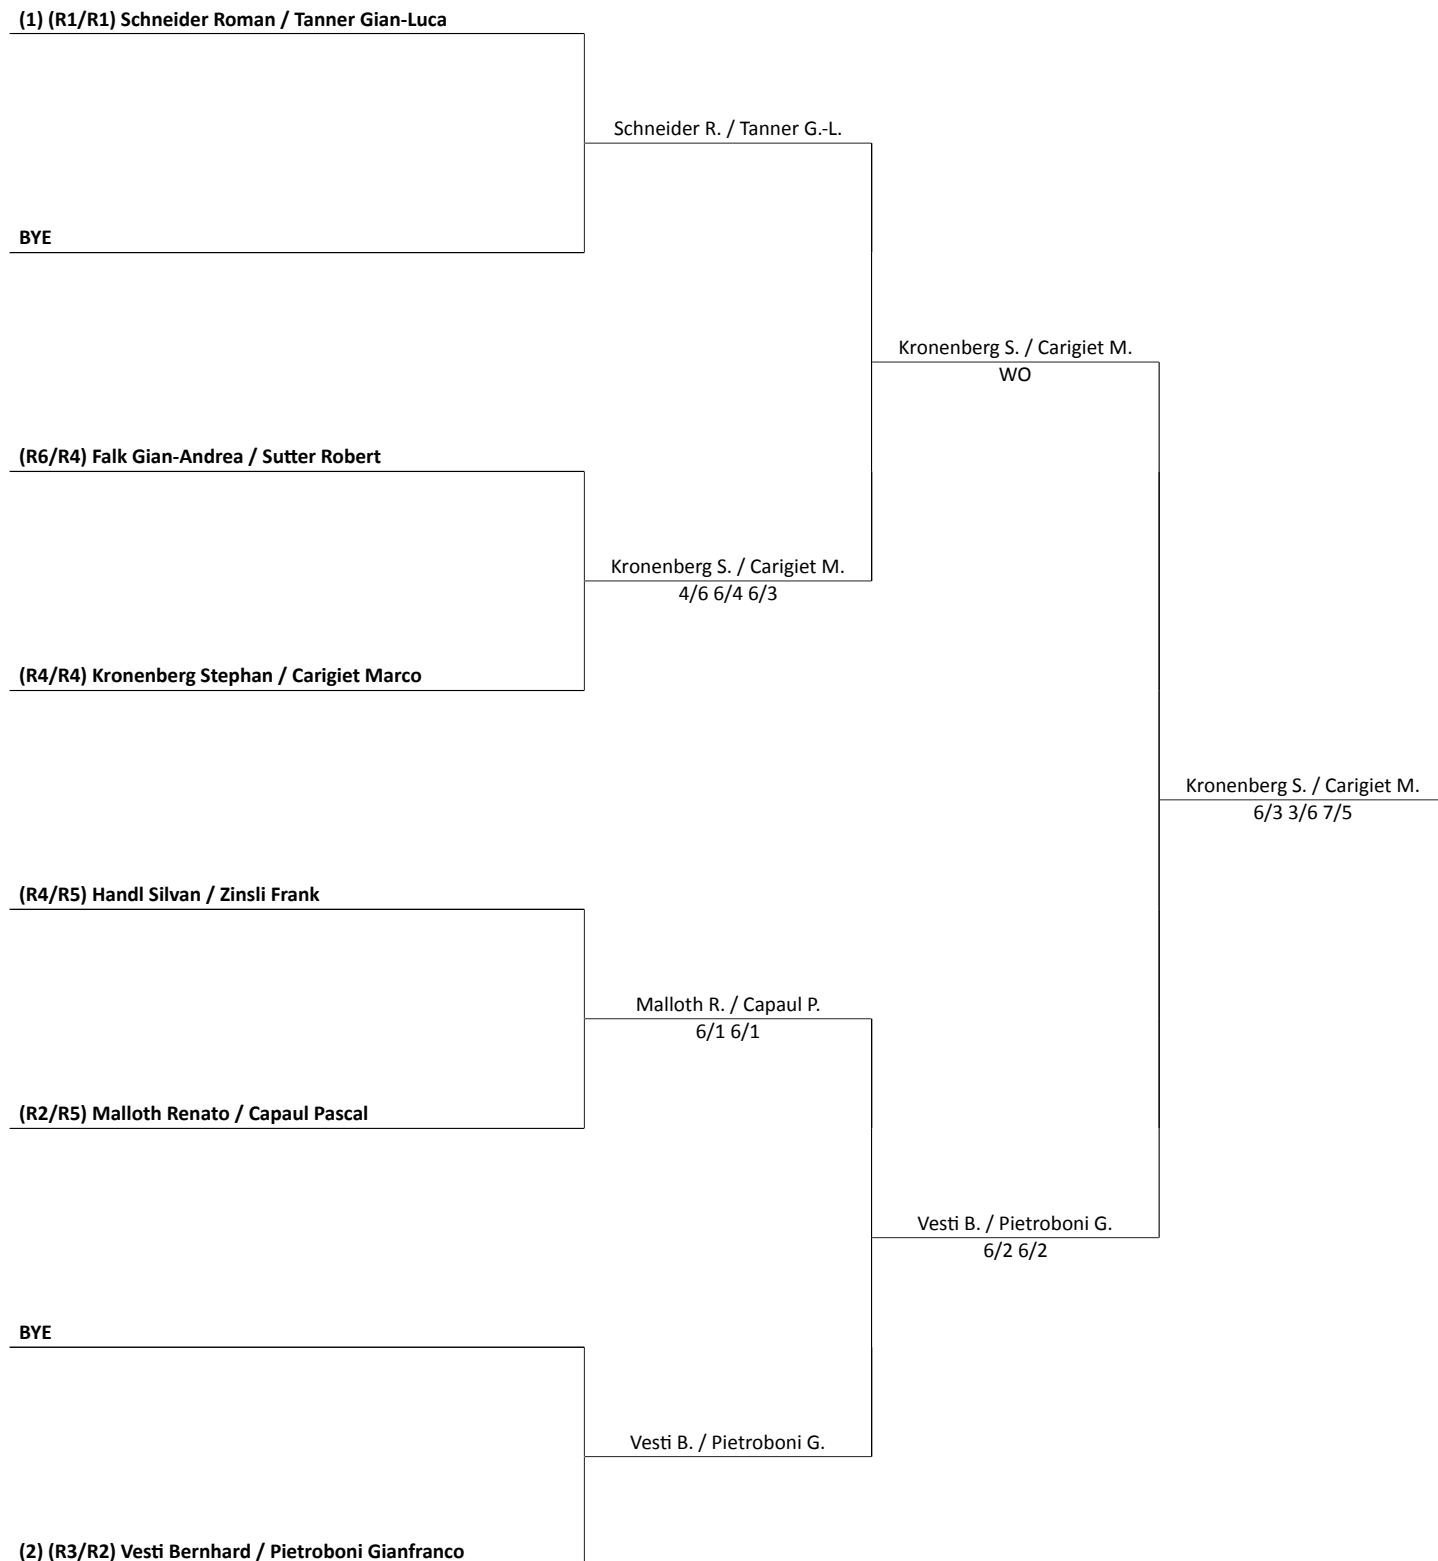 (1) (R1/R1) Schneider Roman / Tanner Gian-Luca
Schneider R. / Tanner G.-L.
BYE
Kronenberg S. / Carigiet M.
WO
(R6/R4) Falk Gian-Andrea / Sutter Robert
Kronenberg S. / Carigiet M.
4/6 6/4 6/3
(R4/R4) Kronenberg Stephan / Carigiet Marco
Kronenberg S. / Carigiet M.
6/3 3/6 7/5
(R4/R5) Handl Silvan / Zinsli Frank
Malloth R. / Capaul P.
6/1 6/1
(R2/R5) Malloth Renato / Capaul Pascal
Vesti B. / Pietroboni G.
6/2 6/2
BYE
Vesti B. / Pietroboni G.
(2) (R3/R2) Vesti Bernhard / Pietroboni Gianfranco